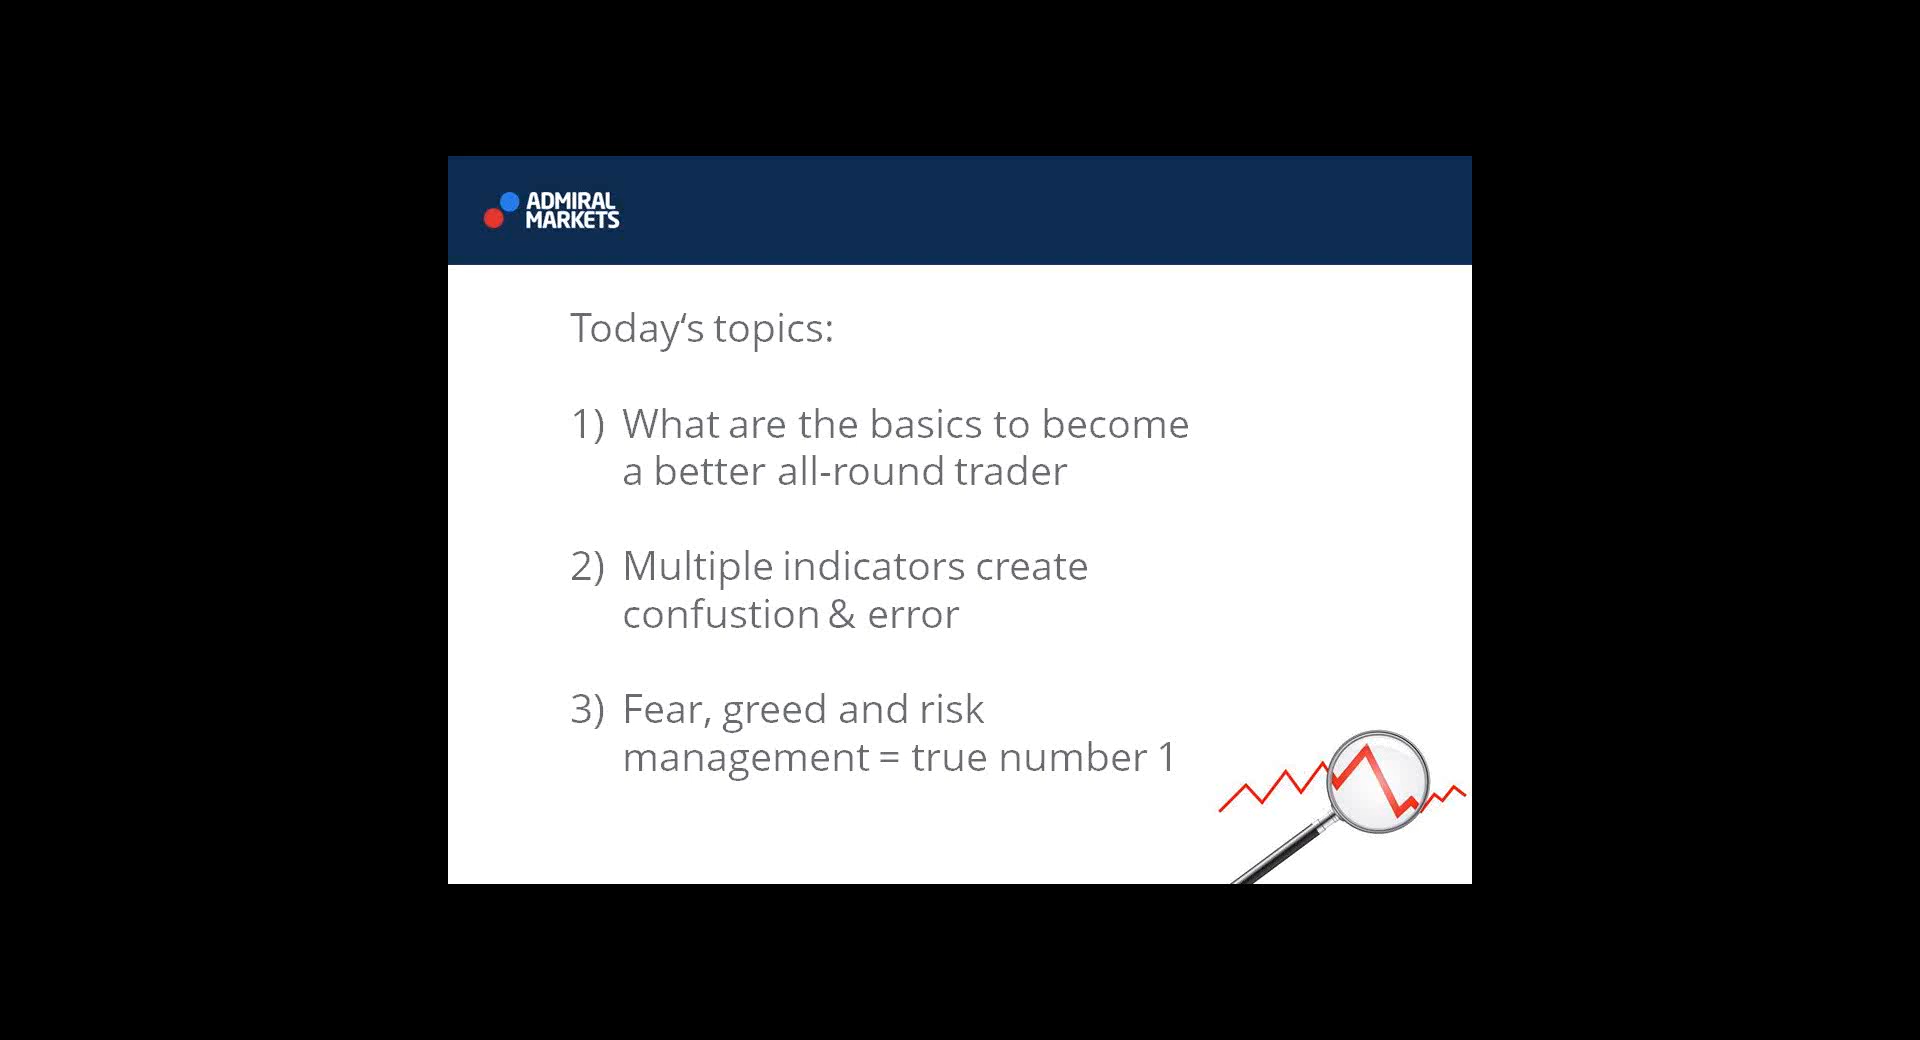 ADMIRAL
MARKETS
Today‘s topics:
1) What are the basics to become
a better all-round trader
2) Multiple indicators create
confustion & error
3) Fear, greed and risk
management = true number 1